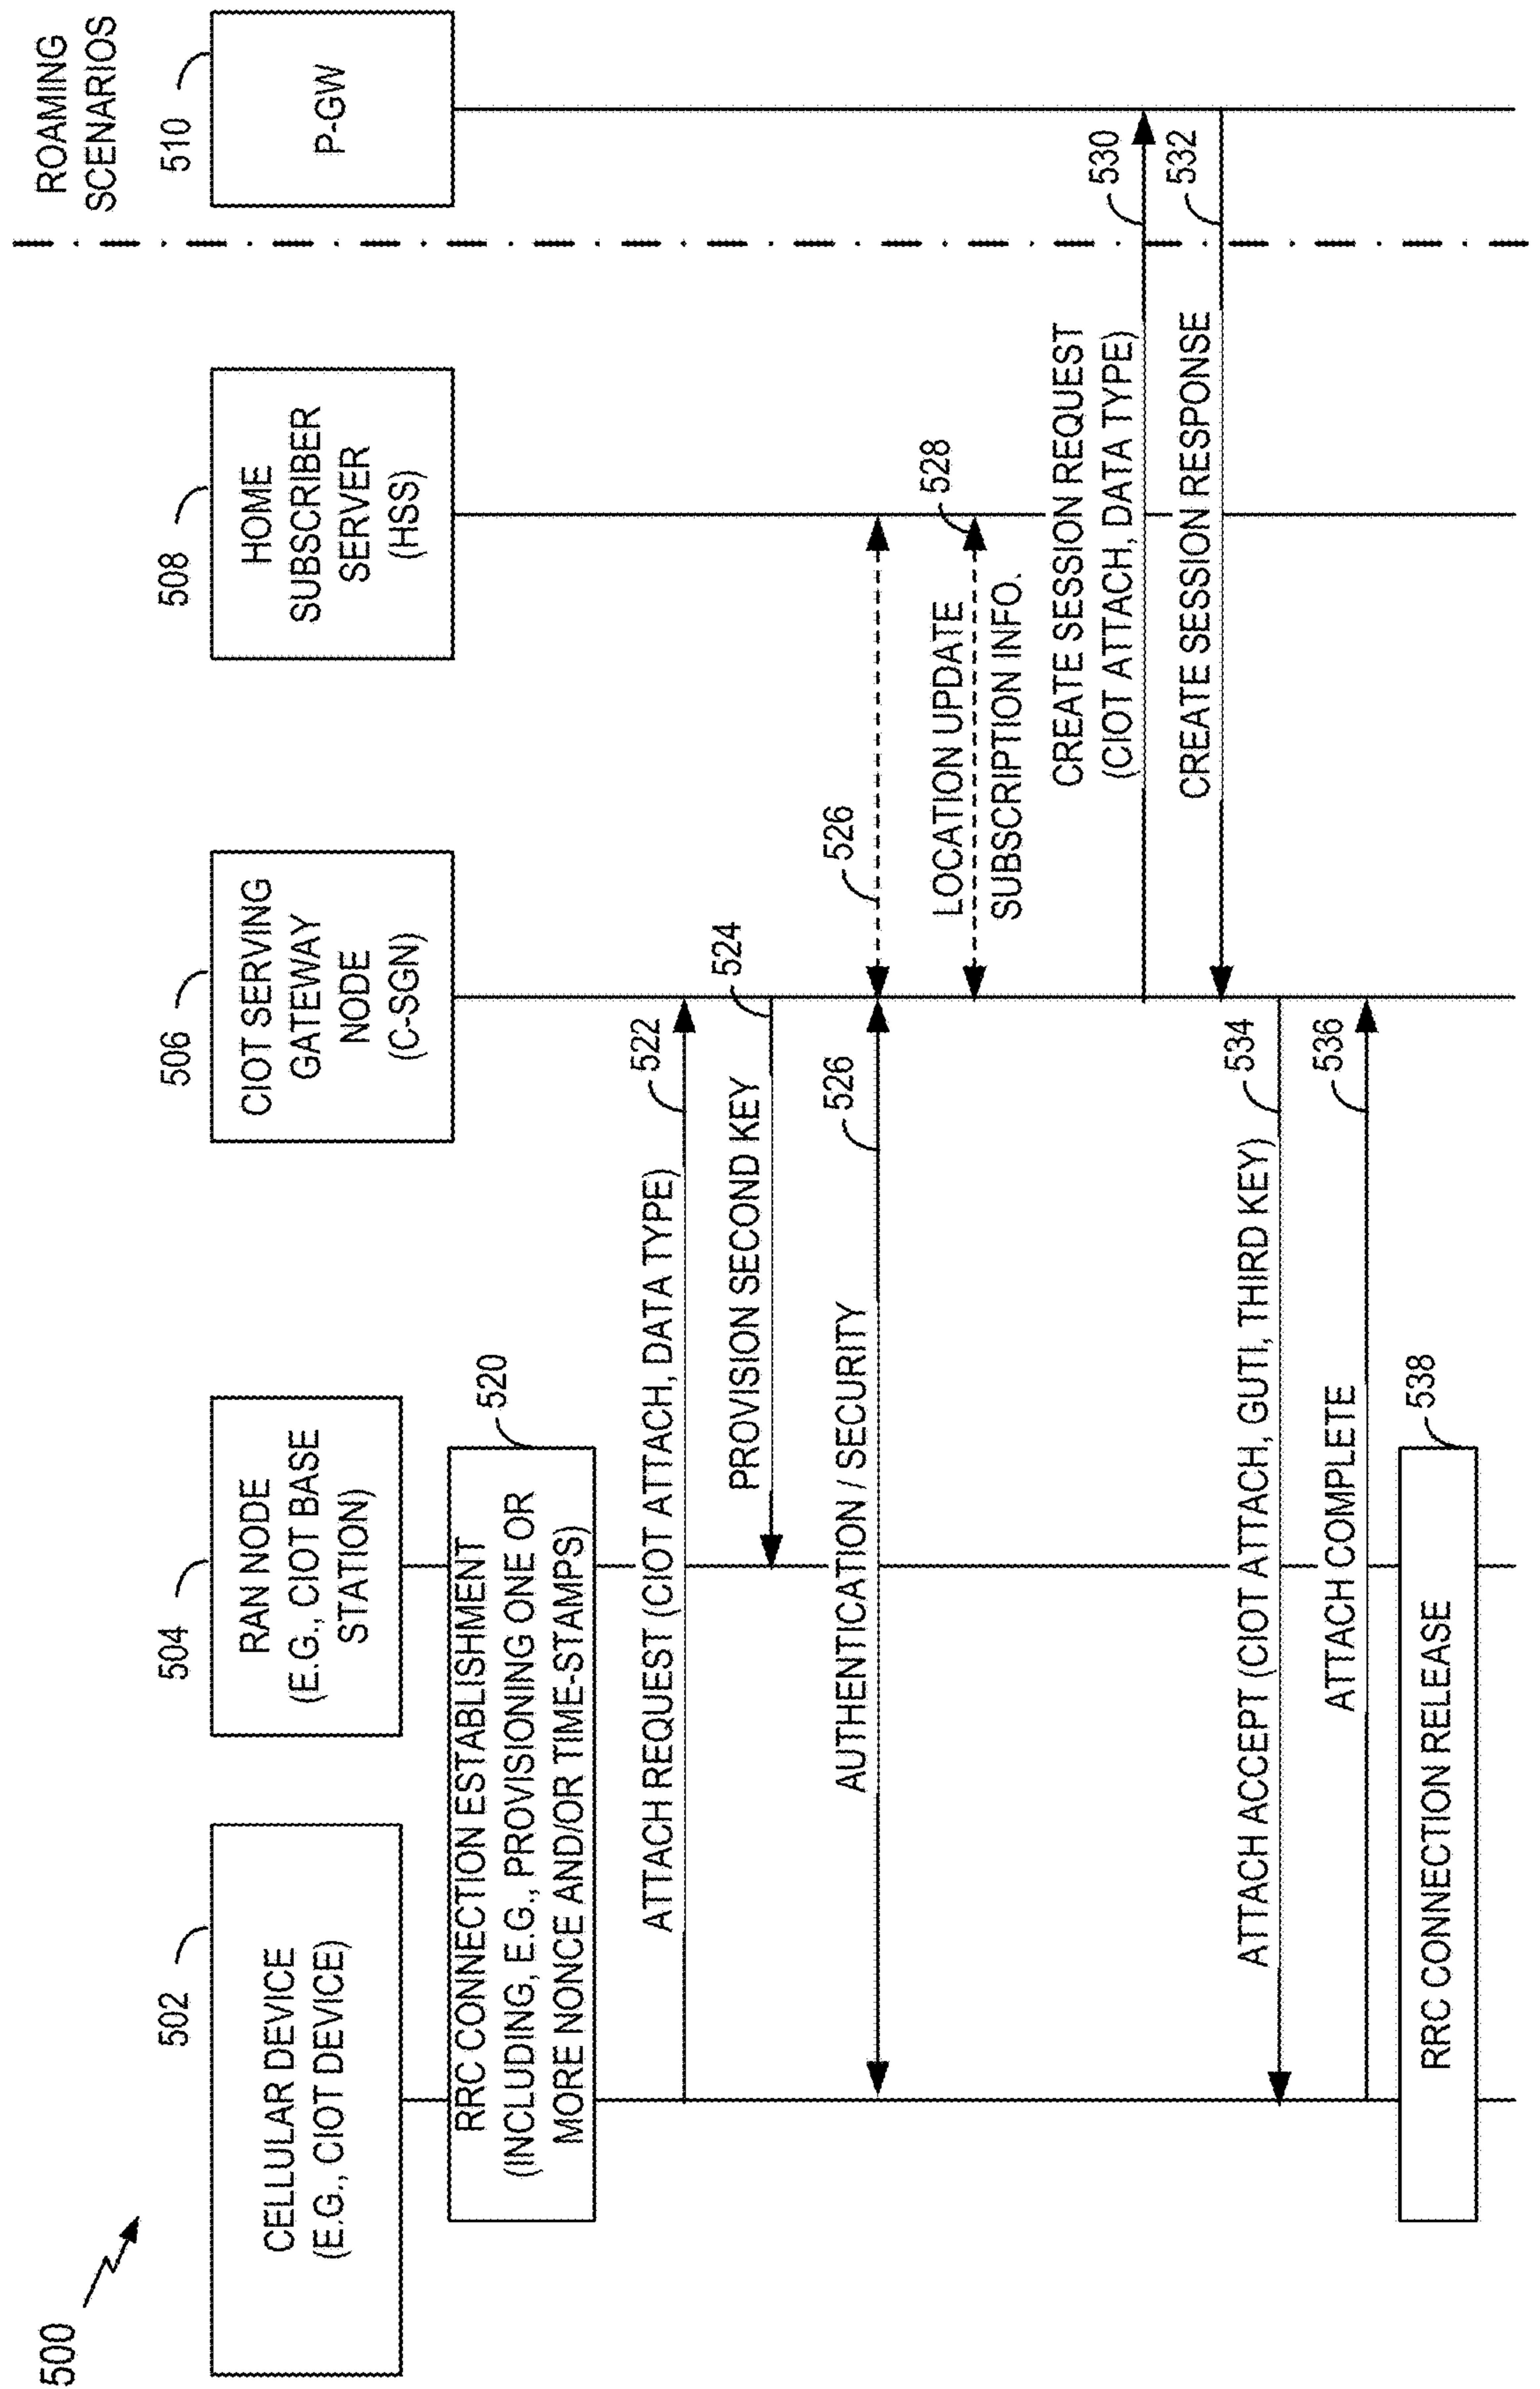 500
ROAMING
SCENARIOS
502
CELLULAR DEVICE
(E.G., CIOT DEVICE)
504
RAN NODE
(E.G., CIOT BASE
STATION)
506
CIOT SERVING
GATEWAY
NODE
(C-SGN)
508
HOME
SUBSCRIBER
SERVER
(HSS)
510
P-GW
520
RRC CONNECTION ESTABLISHMENT
(INCLUDING, E.G., PROVISIONING ONE OR
MORE NONCE AND/OR TIME-STAMPS)
ATTACH REQUEST (CIOT ATTACH, DATA TYPE)
522
PROVISION SECOND KEY
524
AUTHENTICATION / SECURITY
526
526
LOCATION UPDATE
528
SUBSCRIPTION INFO.
CREATE SESSION REQUEST
(CIOT ATTACH, DATA TYPE)
530
CREATE SESSION RESPONSE
532
ATTACH ACCEPT (CIOT ATTACH, GUTI, THIRD KEY)
534
ATTACH COMPLETE
536
RRC CONNECTION RELEASE
538